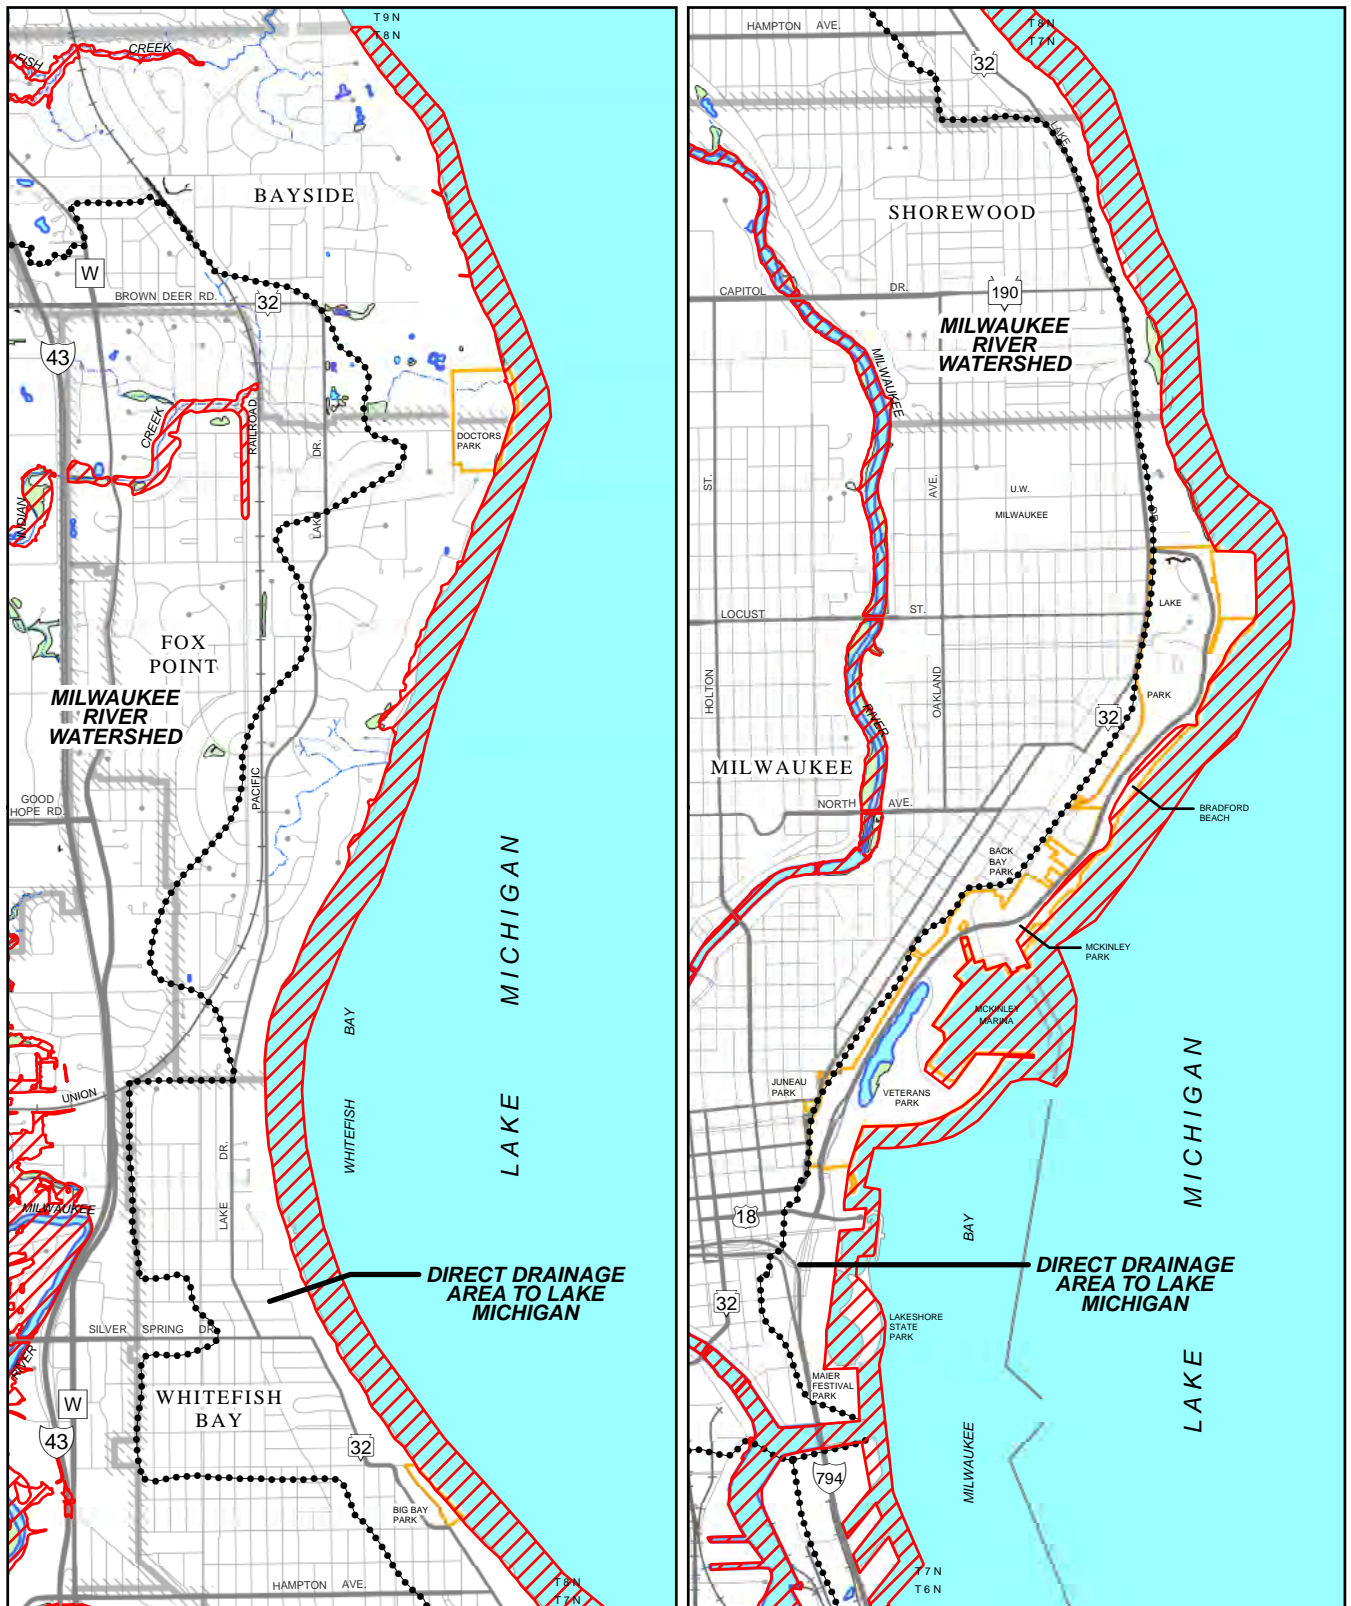 T 9 N
T 8 N
FISH
CREEK
BAYSIDE
W
BROWN DEER RD.
32
43
CREEK
RAILROAD
DR.
DOCTORS
PARK
INDIAN
LAKE
FOX
POINT
MILWAUKEE
RIVER
WATERSHED
PACIFIC
GOOD
HOPE RD.
LAKE MICHIGAN
WHITEFISH BAY
UNION
DR.
LAKE
MILWAUKEE
RIVER
DIRECT DRAINAGE
AREA TO LAKE
MICHIGAN
SILVER SPRING DR.
W
WHITEFISH
BAY
43
32
BIG BAY
PARK
HAMPTON AVE.
T 8 N
T 7 N
HAMPTON AVE.
T 8 N
T 7 N
32
LAKE
SHOREWOOD
CAPITOL DR.
190
MILWAUKEE
RIVER
WATERSHED
MILWAUKEE
ST.
AVE.
U.W.
MILWAUKEE
DR.
LAKE
LOCUST ST.
HOLTON
OAKLAND
PARK
RIVER
32
MILWAUKEE
NORTH AVE.
BRADFORD
BEACH
BACK
BAY
PARK
MCKINLEY
PARK
MCKINLEY
MARINA
JUNEAU
PARK
VETERANS
PARK
LAKE MICHIGAN
18
MILWAUKEE BAY
DIRECT DRAINAGE
AREA TO LAKE
MICHIGAN
32
LAKESHORE
STATE
PARK
MAIER
FESTIVAL
PARK
794
T 7 N
T 6 N